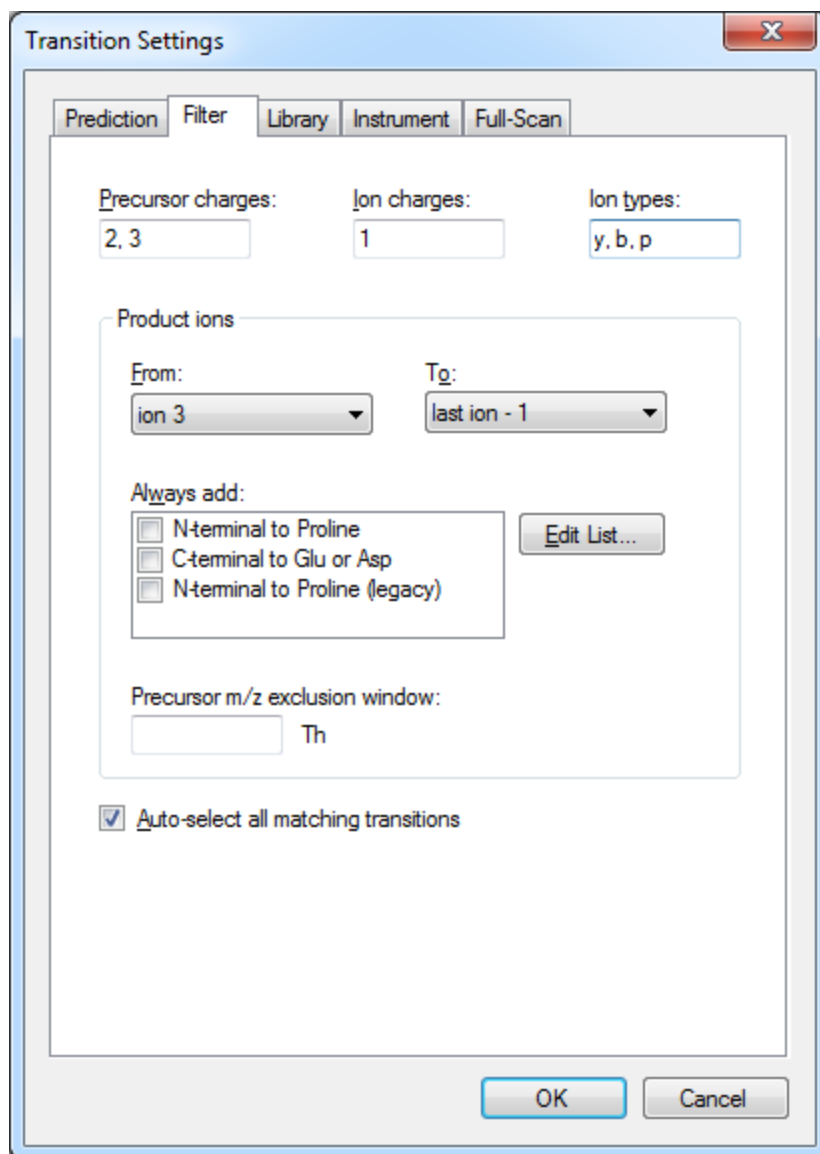 Transition Settings
Prediction Filter Library Instrument Full-Scan
Precursor charges: Ion charges: Ion types:
2, 3 1 y, b, p
Product ions
From: To:
ion 3 last ion - 1
Always add:
N-terminal to Proline
C-terminal to Glu or Asp
N-terminal to Proline (legacy)
Edit List...
Precursor m/z exclusion window:
Th
Auto-select all matching transitions
OK Cancel